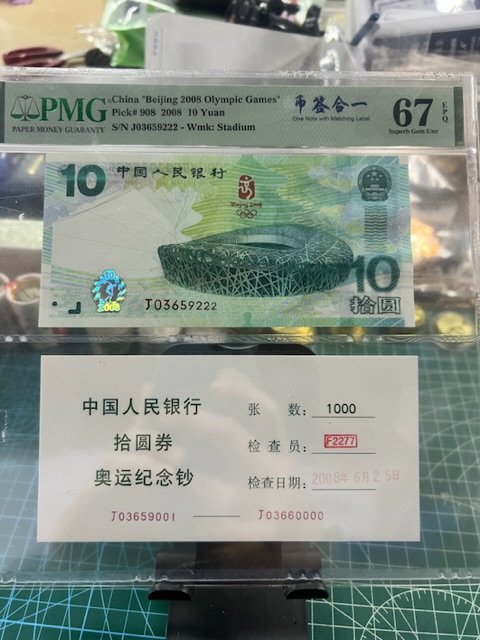 PMG
PAPER MONEY GUARANTY
China "Beijing 2008 Olympic Games"
Pick# 908 2008 10 Yuan
S/N J03659222 - Wmk: Stadium
币签合一
One Note with Matching Label
67 EPQ
Superb Gem Unc
10 中国人民银行
Beijing 2008
2008
J03659222
10
拾圆
中国人民银行
拾圆券
奥运纪念钞
张 数: 1000
检 查 员: F2277
检查日期: 2008年6月25日
J03659001 —— J03660000